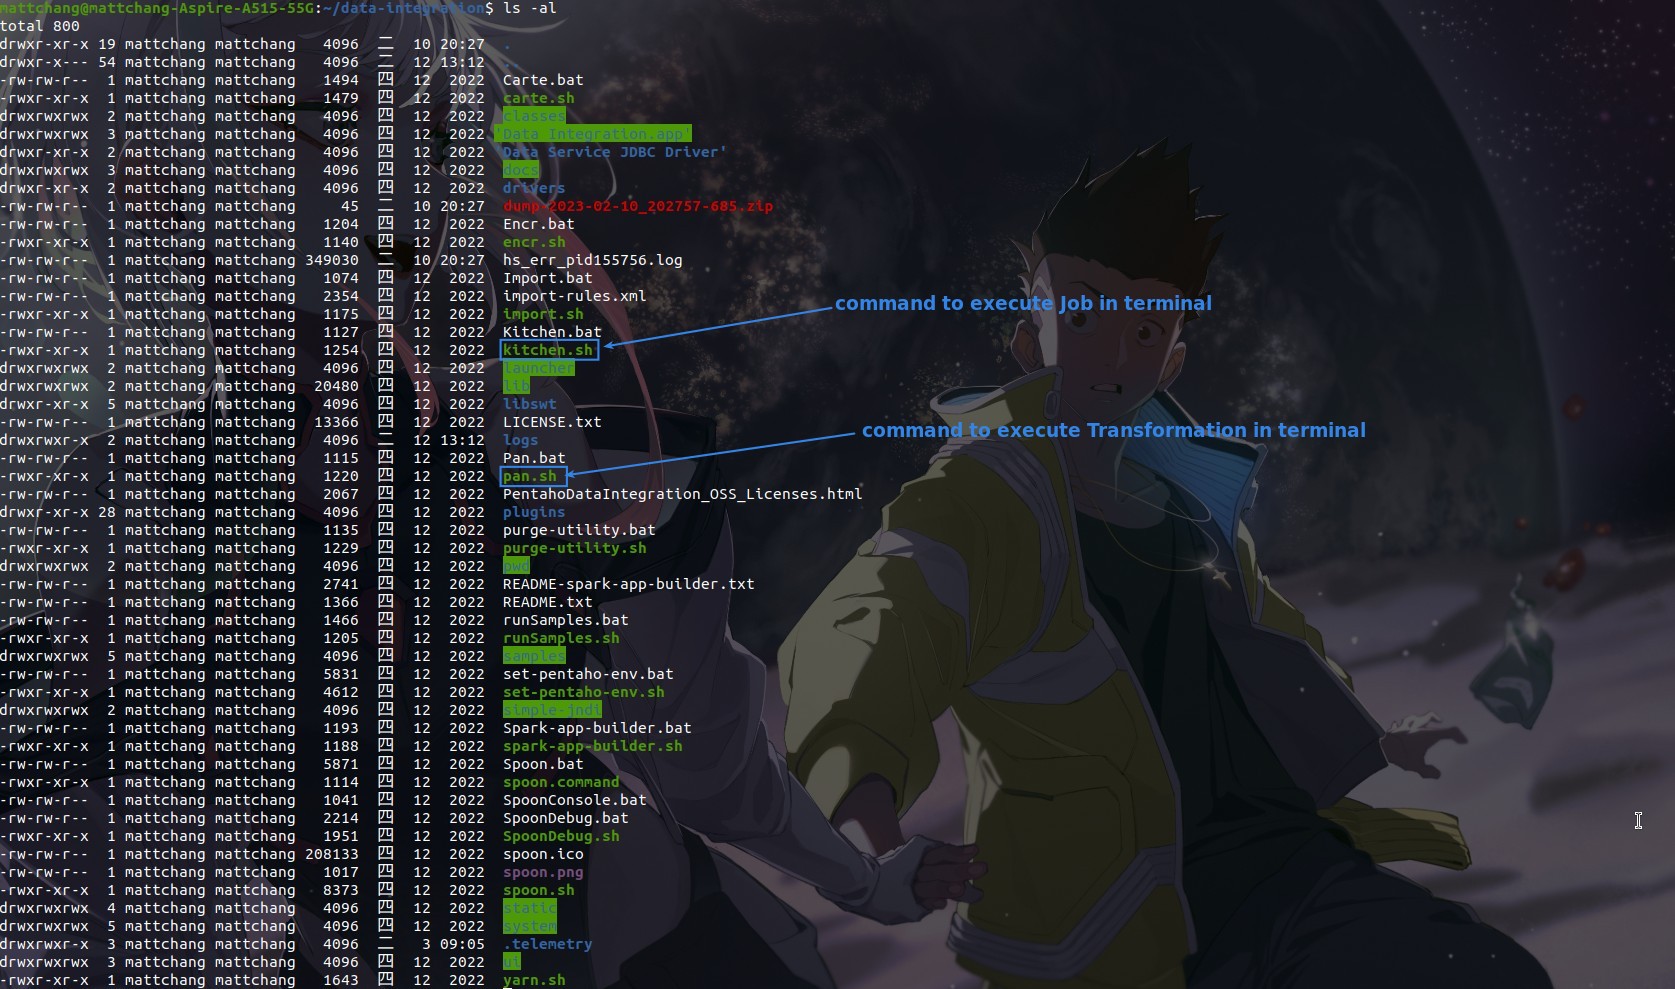 mattchang@mattchang-Aspire-A515-55G:~/data-integration$ ls -al
total 800
drwxr-xr-x 19 mattchang mattchang   4096  二  10 20:27  .
drwxr-x--- 54 mattchang mattchang   4096  二  12 13:12  ..
-rw-rw-r--  1 mattchang mattchang   1494  四  12  2022  Carte.bat
-rwxr-xr-x  1 mattchang mattchang   1479  四  12  2022  carte.sh
drwxrwxrwx  2 mattchang mattchang   4096  四  12  2022  classes
drwxrwxrwx  3 mattchang mattchang   4096  四  12  2022 'Data Integration.app'
drwxr-xr-x  2 mattchang mattchang   4096  四  12  2022  Data Service JDBC Driver'
drwxrwxrwx  3 mattchang mattchang   4096  四  12  2022  docs
drwxr-xr-x  2 mattchang mattchang   4096  四  12  2022  drivers
-rw-rw-r--  1 mattchang mattchang     45  二  10 20:27  dump-2023-02-10_202757-685.zip
-rw-rw-r--  1 mattchang mattchang   1204  四  12  2022  Encr.bat
-rwxr-xr-x  1 mattchang mattchang   1140  四  12  2022  encr.sh
-rw-rw-r--  1 mattchang mattchang 349030  二  10 20:27  hs_err_pid155756.log
-rw-rw-r--  1 mattchang mattchang   1074  四  12  2022  Import.bat
-rw-rw-r--  1 mattchang mattchang   2354  四  12  2022  import-rules.xml
-rwxr-xr-x  1 mattchang mattchang   1175  四  12  2022  import.sh
command to execute Job in terminal
-rw-rw-r--  1 mattchang mattchang   1127  四  12  2022  Kitchen.bat
-rwxr-xr-x  1 mattchang mattchang   1254  四  12  2022  kitchen.sh
drwxrwxrwx  2 mattchang mattchang   4096  四  12  2022  launcher
drwxrwxrwx  2 mattchang mattchang  20480  四  12  2022  lib
drwxr-xr-x  5 mattchang mattchang   4096  四  12  2022  libswt
-rw-rw-r--  1 mattchang mattchang  13366  四  12  2022  LICENSE.txt
command to execute Transformation in terminal
drwxrwxr-x  2 mattchang mattchang   4096  二  12 13:12  logs
-rw-rw-r--  1 mattchang mattchang   1115  四  12  2022  Pan.bat
-rwxr-xr-x  1 mattchang mattchang   1220  四  12  2022  pan.sh
-rw-rw-r--  1 mattchang mattchang   2067  四  12  2022  PentahoDataIntegration_OSS_Licenses.html
drwxr-xr-x 28 mattchang mattchang   4096  四  12  2022  plugins
-rw-rw-r--  1 mattchang mattchang   1135  四  12  2022  purge-utility.bat
-rwxr-xr-x  1 mattchang mattchang   1229  四  12  2022  purge-utility.sh
drwxrwxrwx  2 mattchang mattchang   4096  四  12  2022  pwd
-rw-rw-r--  1 mattchang mattchang   2741  四  12  2022  README-spark-app-builder.txt
-rw-rw-r--  1 mattchang mattchang   1366  四  12  2022  README.txt
-rw-rw-r--  1 mattchang mattchang   1466  四  12  2022  runSamples.bat
-rwxr-xr-x  1 mattchang mattchang   1205  四  12  2022  runSamples.sh
drwxrwxrwx  5 mattchang mattchang   4096  四  12  2022  samples
-rw-rw-r--  1 mattchang mattchang   5831  四  12  2022  set-pentaho-env.bat
-rwxr-xr-x  1 mattchang mattchang   4612  四  12  2022  set-pentaho-env.sh
drwxrwxrwx  2 mattchang mattchang   4096  四  12  2022  simple-jndi
-rw-rw-r--  1 mattchang mattchang   1193  四  12  2022  Spark-app-builder.bat
-rwxr-xr-x  1 mattchang mattchang   1188  四  12  2022  spark-app-builder.sh
-rw-rw-r--  1 mattchang mattchang   5871  四  12  2022  Spoon.bat
-rwxr-xr-x  1 mattchang mattchang   1114  四  12  2022  spoon.command
-rw-rw-r--  1 mattchang mattchang   1041  四  12  2022  SpoonConsole.bat
-rw-rw-r--  1 mattchang mattchang   2214  四  12  2022  SpoonDebug.bat
-rwxr-xr-x  1 mattchang mattchang   1951  四  12  2022  SpoonDebug.sh
-rw-rw-r--  1 mattchang mattchang 208133  四  12  2022  spoon.ico
-rw-rw-r--  1 mattchang mattchang   1017  四  12  2022  spoon.png
-rwxr-xr-x  1 mattchang mattchang   8373  四  12  2022  spoon.sh
drwxrwxrwx  4 mattchang mattchang   4096  四  12  2022  static
drwxrwxrwx  5 mattchang mattchang   4096  四  12  2022  system
drwxrwxr-x  3 mattchang mattchang   4096  二   3 09:05  .telemetry
drwxrwxrwx  3 mattchang mattchang   4096  四  12  2022  ui
-rwxr-xr-x  1 mattchang mattchang   1643  四  12  2022  yarn.sh